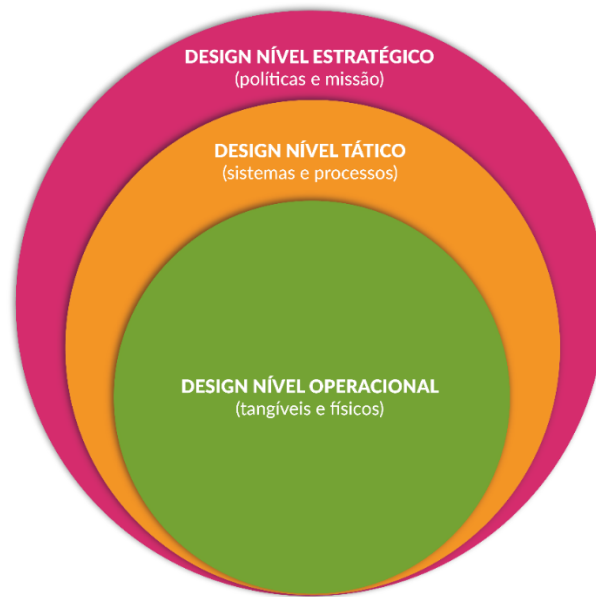 DESIGN NÍVEL ESTRATÉGICO
(políticas e missão)
DESIGN NÍVEL TÁTICO
(sistemas e processos)
DESIGN NÍVEL OPERACIONAL
(tangíveis e físicos)